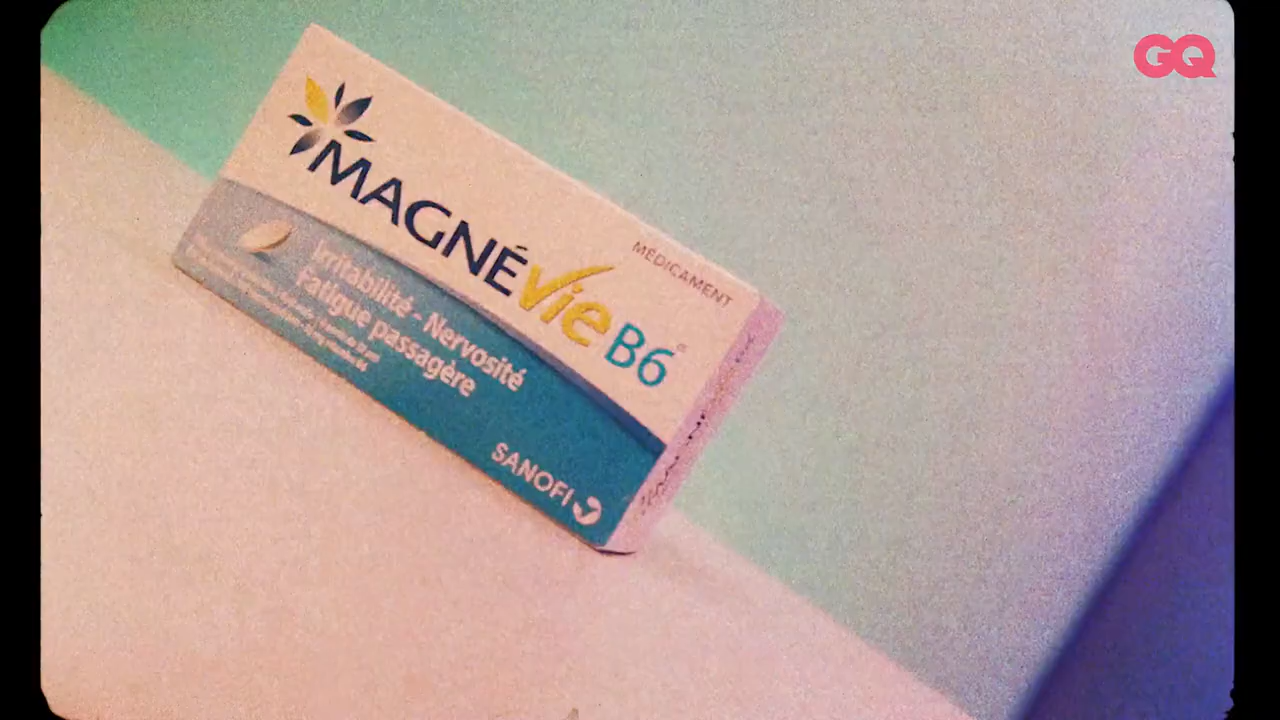 GQ
MAGNÉVie B6
MÉDICAMENT
Irritabilité - Nervosité
Fatigue passagère
SANOFI